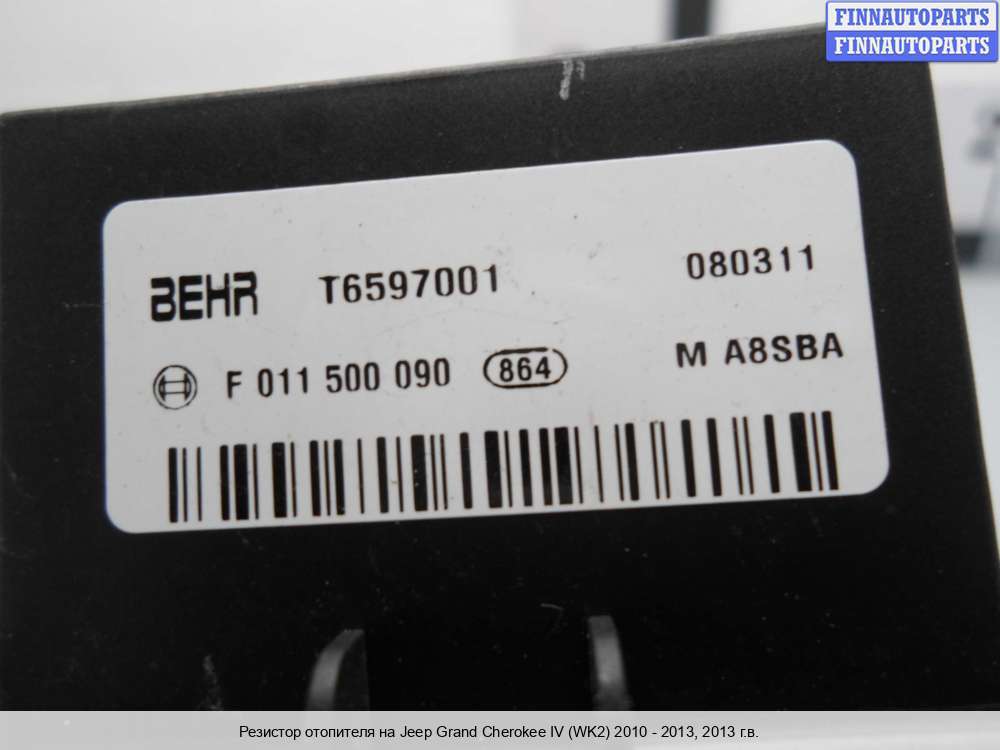 FINNAUTOPARTS
FINNAUTOPARTS
BEHR T6597001 080311
F 011 500 090 864 M A8SBA
Резистор отопителя на Jeep Grand Cherokee IV (WK2) 2010 - 2013, 2013 г.в.